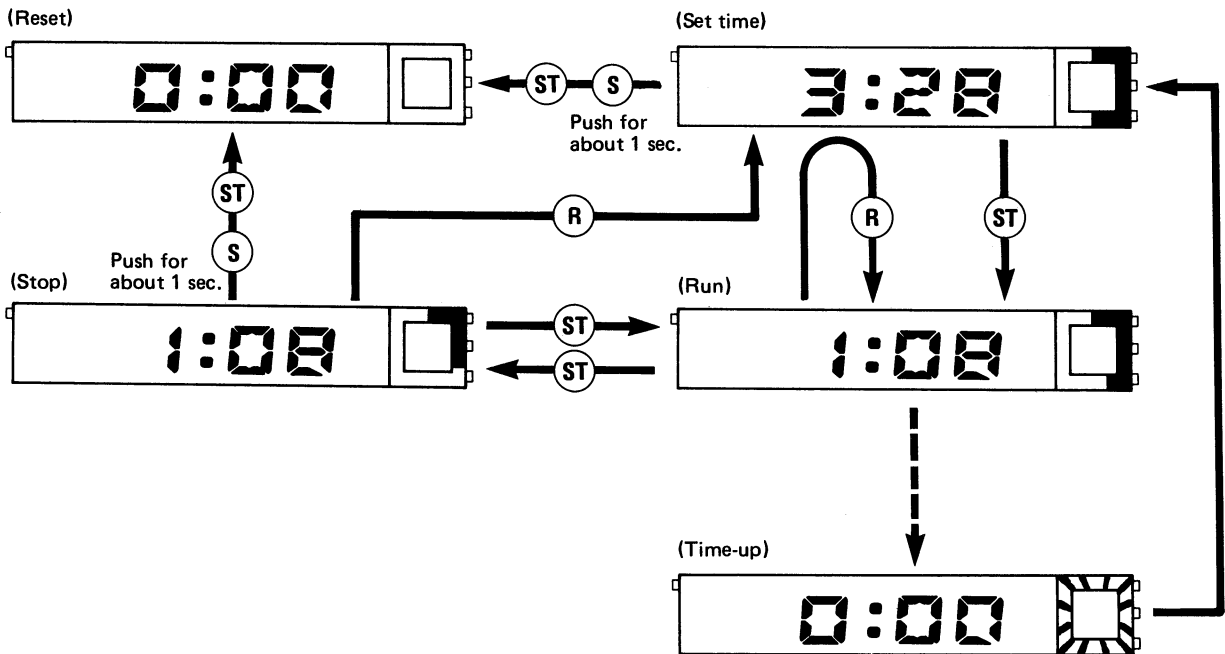 (Reset)
0:00
ST
S
Push for
about 1 sec.
(Set time)
3:28
ST
S
Push for
about 1 sec.
R
R
ST
(Stop)
1:08
ST
ST
(Run)
1:08
(Time-up)
0:00